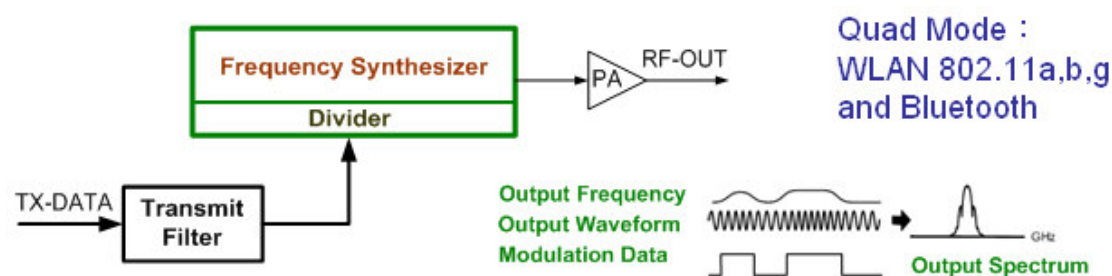 Quad Mode：
WLAN 802.11a,b,g
and Bluetooth
Frequency Synthesizer
Divider
PA
RF-OUT
TX-DATA
Transmit
Filter
Output Frequency
Output Waveform
Modulation Data
GHz
Output Spectrum